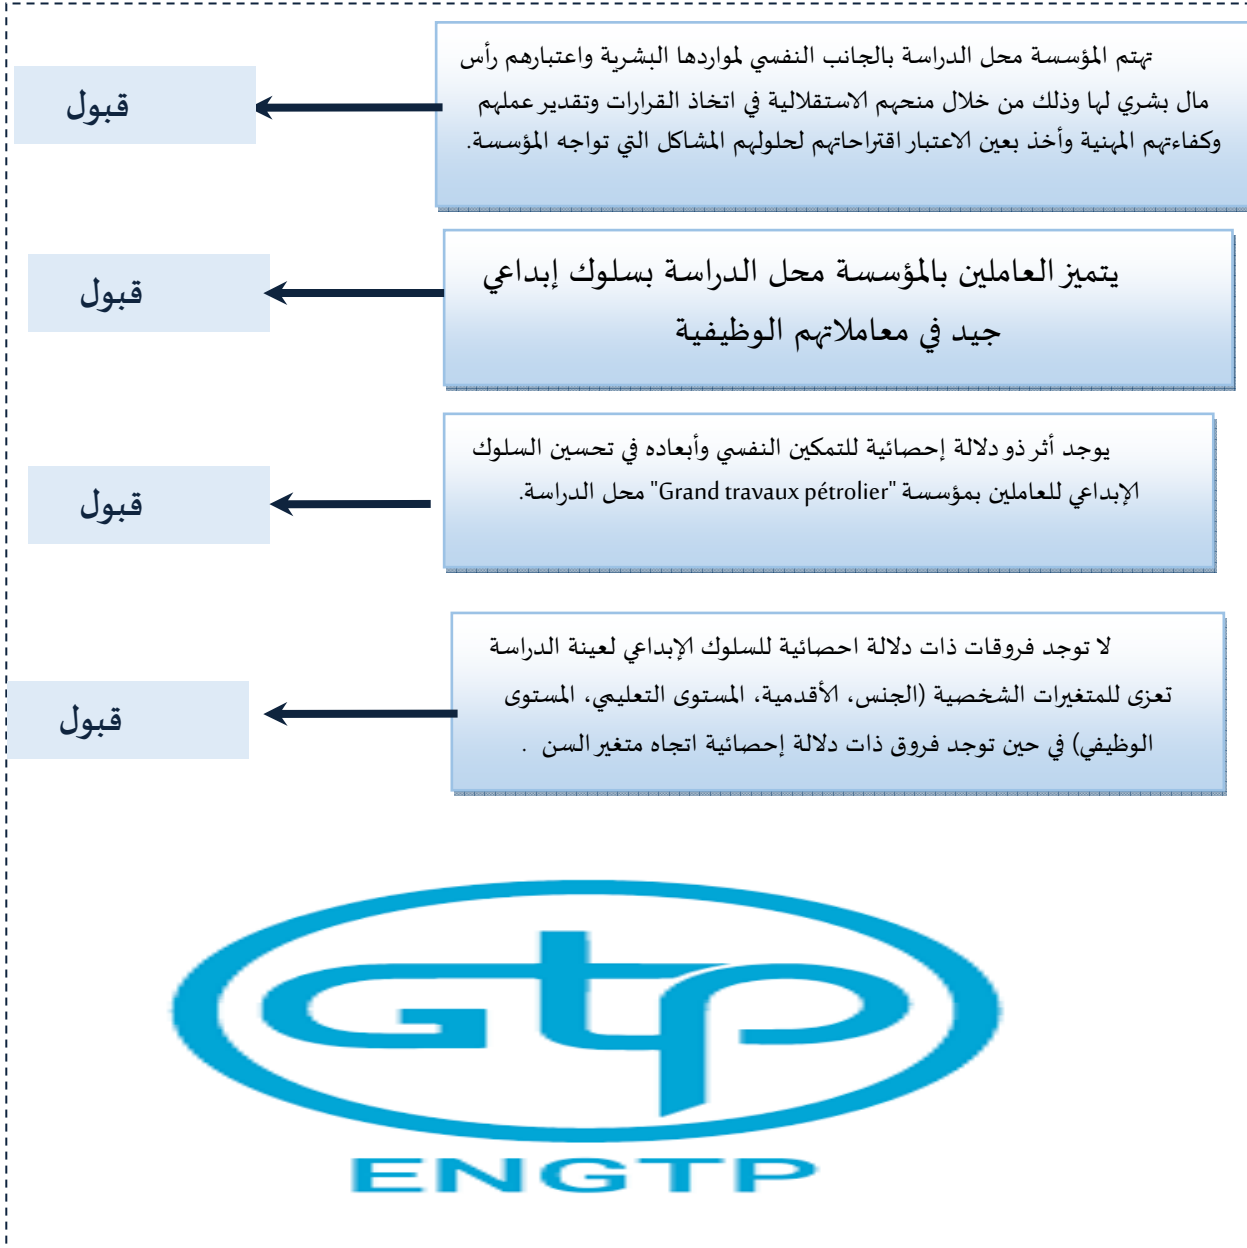 تهتم المؤسسة محل الدراسة بالجانب النفسي لمواردها البشرية واعتبارهم رأس
مال بشري لها وذلك من خلال منحهم الاستقلالية في اتخاذ القرارات وتقدير عملهم
وكفاءتهم المهنية وأخذ بعين الاعتبار اقتراحاتهم لحلولهم المشاكل التي تواجه المؤسسة.
قبول
يتميز العاملين بالمؤسسة محل الدراسة بسلوك إبداعي
جيد في معاملاتهم الوظيفية
قبول
يوجد أثر ذو دلالة إحصائية للتمكين النفسي وأبعاده في تحسين السلوك
الإبداعي للعاملين بمؤسسة "Grand travaux pétrolier" محل الدراسة.
قبول
لا توجد فروقات ذات دلالة احصائية للسلوك الإبداعي لعينة الدراسة
تعزى للمتغيرات الشخصية (الجنس، الأقدمية، المستوى التعليمي، المستوى
الوظيفي) في حين توجد فروق ذات دلالة إحصائية اتجاه متغير السن .
قبول
Gtp
ENGTP